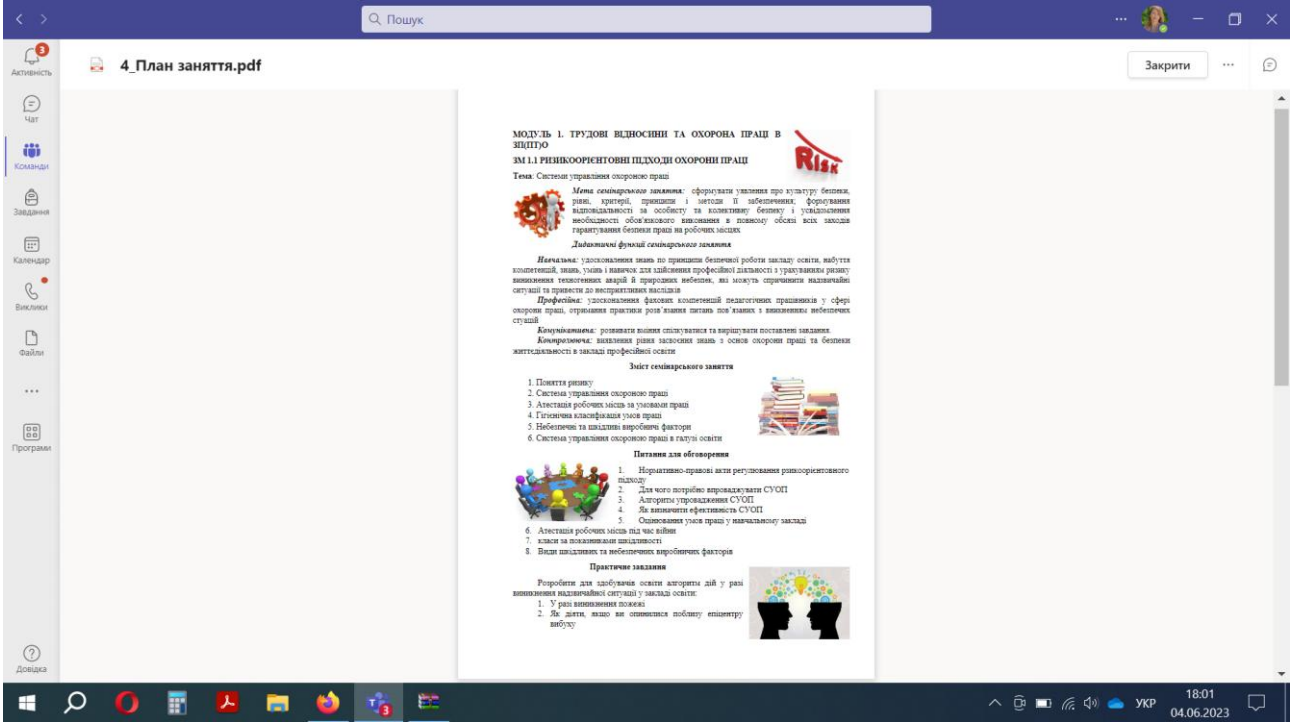 Пошук
4_План заняття.pdf
Закрити
3
Активність
Чат
Команди
Завдання
Календар
Виклики
Файли
Програми
Довідка
МОДУЛЬ 1. ТРУДОВІ ВІДНОСИНИ ТА ОХОРОНА ПРАЦІ В
ЗП(ПТ)О
ЗМ 1.1 РИЗИКООРІЄНТОВНІ ПІДХОДИ ОХОРОНИ ПРАЦІ
RISK
Тема: Системи управління охороною праці
Мета семінарського заняття: сформувати уявлення про культуру безпеки,
рівні, критерії, принципи і методи її забезпечення; формування
відповідальності за особисту та колективну безпеку і усвідомлення
необхідності обов'язкового виконання в повному обсязі всіх заходів
гарантування безпеки праці на робочих місцях
Дидактичні функції семінарського заняття
Навчальна: удосконалення знань по принципи безпечної роботи закладу освіти, набуття
компетенцій, знань, умінь і навичок для здійснення професійної діяльності з урахуванням ризику
виникнення техногенних аварій й природних небезпек, які можуть спричинити надзвичайні
ситуації та привести до несприятливих наслідків
Професійна: удосконалення фахових компетенцій педагогічних працівників у сфері
охорони праці, отримання практики розв'язання питань пов'язаних з виникненням небезпечних
стуацій
Комунікативна: розвивати вміння спілкуватися та вирішувати поставлені завдання.
Контролююча: виявлення рівня засвоєння знань з основ охорони праці та безпеки
життєдіяльності в закладі професійної освіти
Зміст семінарського заняття
1. Поняття ризику
2. Система управління охороною праці
3. Атестація робочих місць за умовами праці
4. Гігієнічна класифікація умов праці
5. Небезпечні та шкідливі виробничі фактори
6. Система управління охороною праці в галузі освіти
Питання для обговорення
1. Нормативно-правові акти регулювання рзикоорієнтовного
підходу
2. Для чого потрібно впроваджувати СУОП
3. Алгоритм упровадження СУОП
4. Як визначити ефективність СУОП
5. Оцінювання умов праці у навчальному закладі
6. Атестація робочих місць під час війни
7. класи за показниками шкідливості
8. Види шкідливих та небезпечних виробничих факторів
Практичне завдання
Розробити для здобувачів освіти алгоритм дій у разі
виникнення надзвичайної ситуації у закладі освіти:
1. У разі виникнення пожежі
2. Як діяти, якщо ви опинилися поблизу епіцентру
вибуху
3
УКР
18:01
04.06.2023